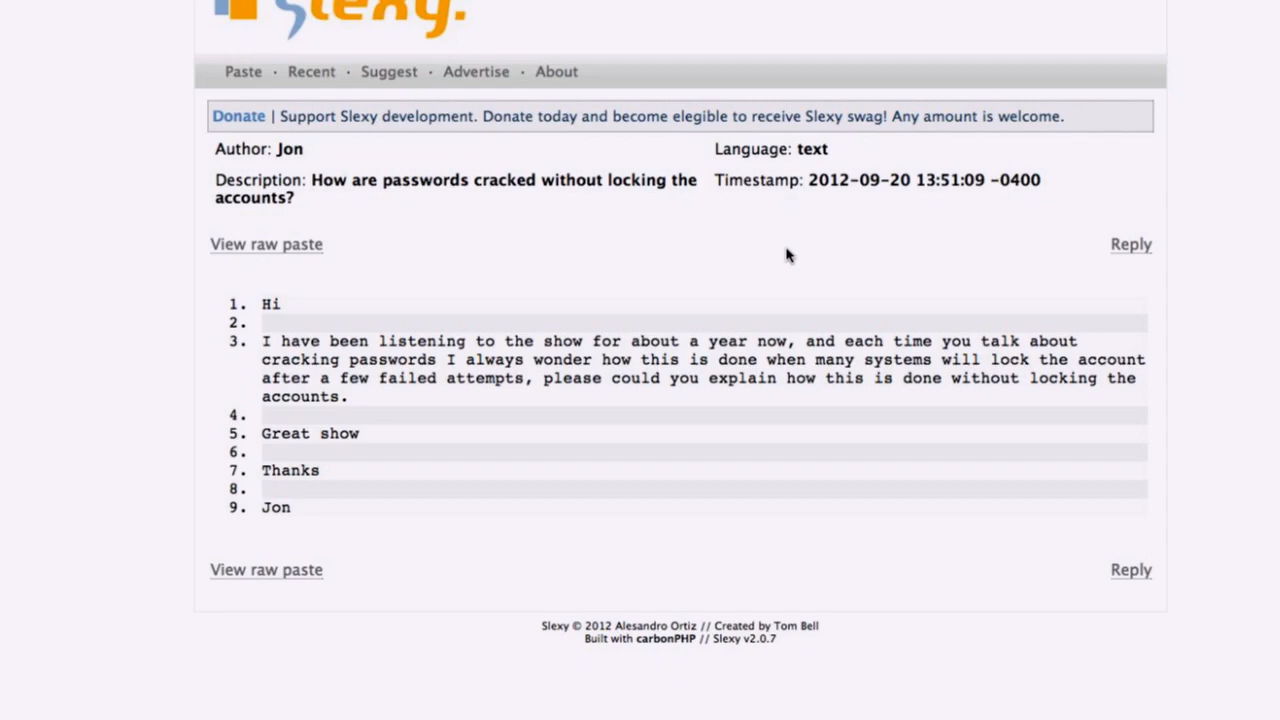 Slexy.
Paste · Recent · Suggest · Advertise · About
Donate | Support Slexy development. Donate today and become elegible to receive Slexy swag! Any amount is welcome.
Author: Jon
Language: text
Description: How are passwords cracked without locking the
accounts?
Timestamp: 2012-09-20 13:51:09 -0400
View raw paste
Reply
1. Hi
2.
3. I have been listening to the show for about a year now, and each time you talk about
cracking passwords I always wonder how this is done when many systems will lock the account
after a few failed attempts, please could you explain how this is done without locking the
accounts.
4.
5. Great show
6.
7. Thanks
8.
9. Jon
View raw paste
Reply
Slexy © 2012 Alesandro Ortiz // Created by Tom Bell
Built with carbonPHP // Slexy v2.0.7